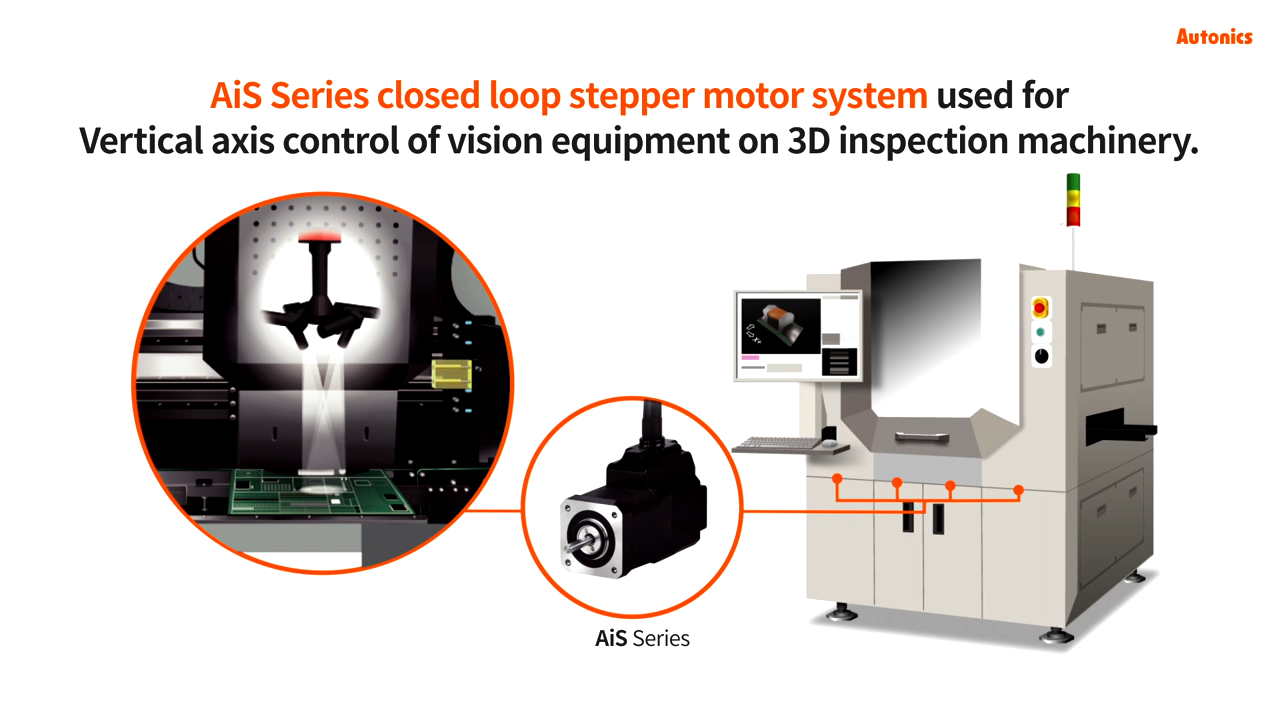 Autonics
AiS Series closed loop stepper motor system used for
Vertical axis control of vision equipment on 3D inspection machinery.
AiS Series